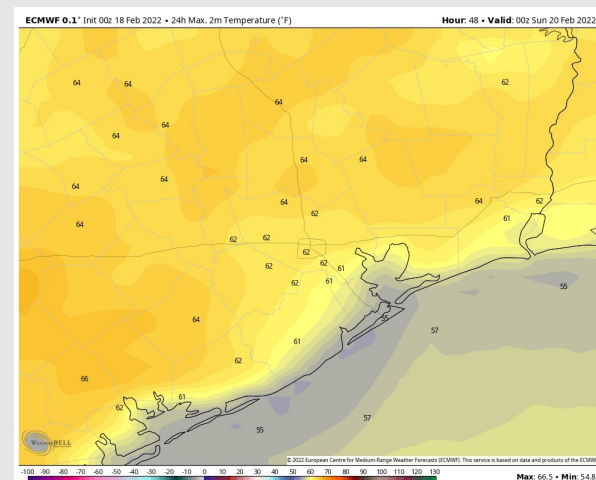 ECMWF 0.1° Init 00z 18 Feb 2022 • 24h Max. 2m Temperature (°F)
Hour: 48 • Valid: 00z Sun 20 Feb 2022
64 64 62
64
64
64
64 64
64 64
64 64 62
62 61
64
62 62
62
62 62 61
62 61 55
64 55
57
61
62
66
61
62
57
55
WeatherBELL
© 2022 European Centre for Medium-Range Weather Forecasts (ECMWF). This service is based on data and products of the ECMWF
-100 -90 -80 -70 -60 -50 -40 -30 -20 -10 0 10 20 30 40 50 60 70 80 90 100 110 120 130
Max: 66.5 • Min: 54.8